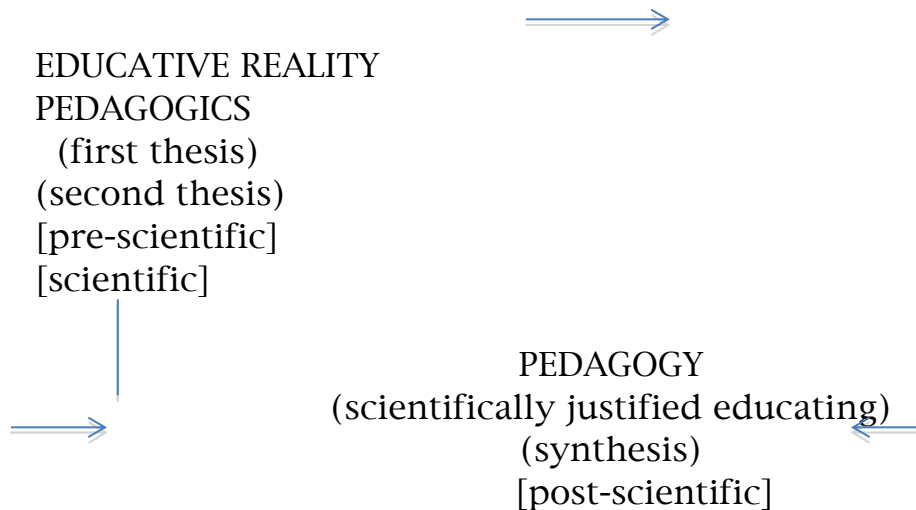 EDUCATIVE REALITY
PEDAGOGICS
(first thesis)
(second thesis)
[pre-scientific]
[scientific]
PEDAGOGY
(scientifically justified educating)
(synthesis)
[post-scientific]